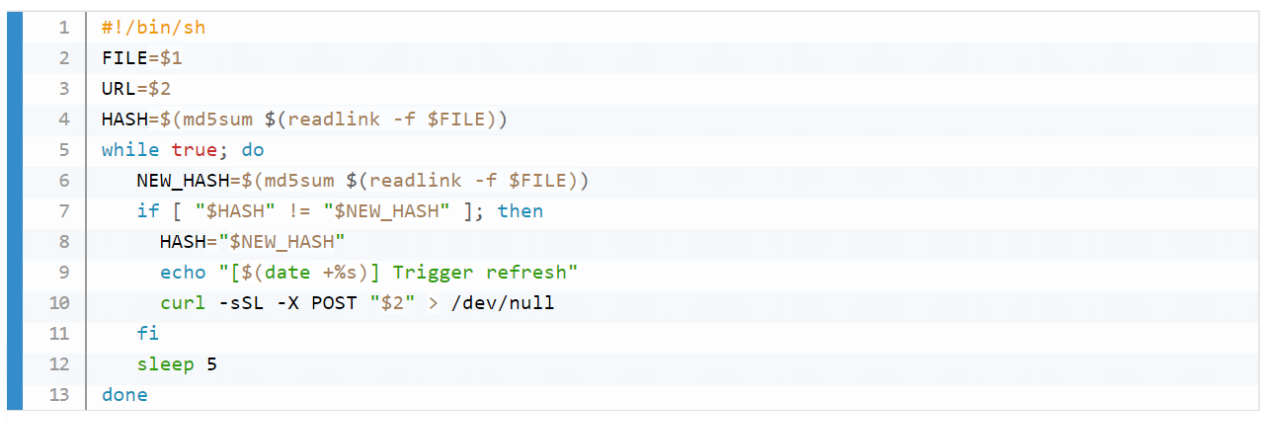 1 #!/bin/sh
2 FILE=$1
3 URL=$2
4 HASH=$(md5sum $(readlink -f $FILE))
5 while true; do
6    NEW_HASH=$(md5sum $(readlink -f $FILE))
7    if [ "$HASH" != "$NEW_HASH" ]; then
8      HASH="$NEW_HASH"
9      echo "[$(date +%s)] Trigger refresh"
10      curl -sSL -X POST "$2" > /dev/null
11    fi
12    sleep 5
13 done